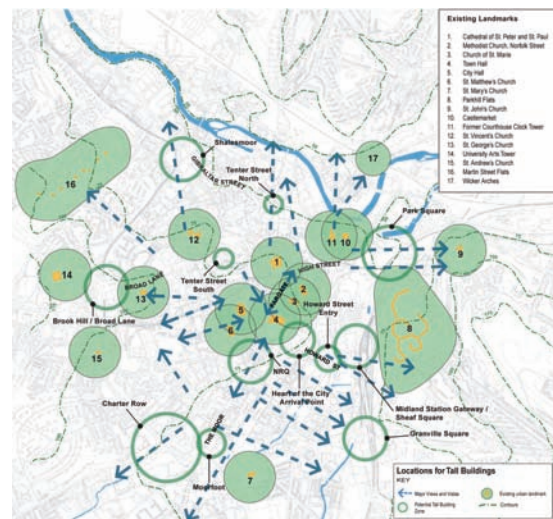 Existing Landmarks
1. Cathedral of St. Peter and St. Paul
2. Methodist Church, Norfolk Street
3. Church of St. Marie
4. Town Hall
5. City Hall
6. St. Matthew's Church
7. St. Mary's Church
8. Parkhill Flats
9. St. John's Church
10. Castlemarket
11. Former Courthouse Clock Tower
12. St. Vincent's Church
13. St. George's Church
14. University Arts Tower
15. St. Andrew's Church
16. Martin Street Flats
17. Wicker Arches
Shalesmoor
GIBRALTAR STREET
17
Tenter Street
North
16
Park Square
12
11 10
Tenter Street
South
1
HIGH STREET
9
14
BROAD LANE
13
2
3
Howard Street
Entry
Brook Hill / Broad Lane
5
4
6
8
15
HOWARD ST
NRQ
Heart of the City
Arrival Point
Midland Station Gateway /
Sheaf Square
Charter Row
THE MOOR
Granville Square
Moorfoot
7
Locations for Tall Buildings
KEY
Major Views and Vistas
Existing urban landmark
Potential Tall Building
Zone
Contours